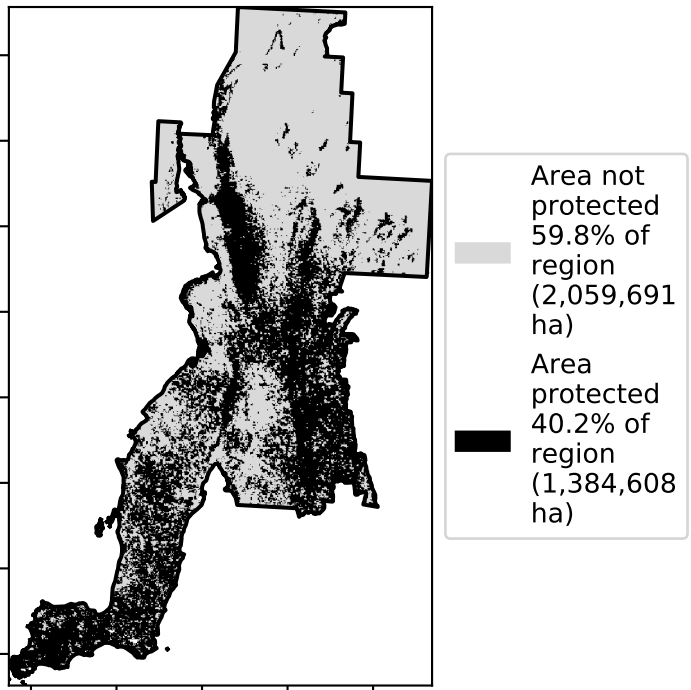 Area not
protected
59.8% of
region
(2,059,691
ha)
Area
protected
40.2% of
region
(1,384,608
ha)